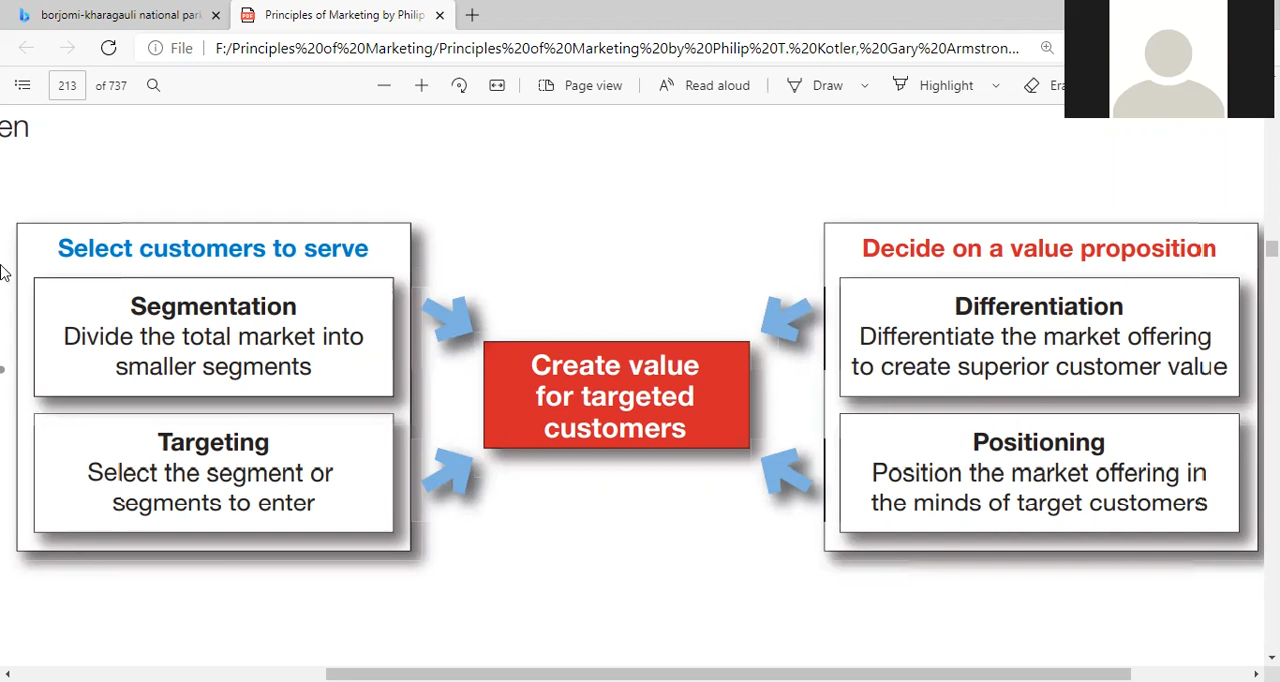 borjomi-kharagauli national par
Principles of Marketing by Philip
File
F:/Principles%20of%20Marketing/Principles%20of%20Marketing%20by%20Philip%20T.%20Kotler,%20Gary%20Armstron...
213
of 737
Page view
Read aloud
Draw
Highlight
Era
en
Select customers to serve
Segmentation
Divide the total market into
smaller segments
Targeting
Select the segment or
segments to enter
Create value
for targeted
customers
Decide on a value proposition
Differentiation
Differentiate the market offering
to create superior customer value
Positioning
Position the market offering in
the minds of target customers